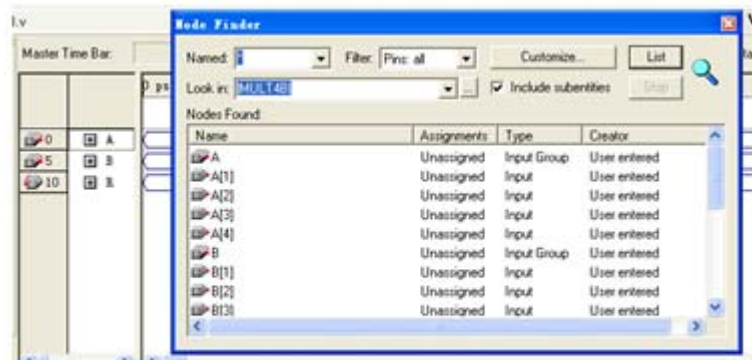 l.v
Master Time Bar:
0 ps
0 A
5 B
10 R
Node Finder
Named: * Filter: Pins: all Customize... List
Look in: |MULT4B| ... Include subentities Stop
Nodes Found:
Name Assignments Type Creator
A Unassigned Input Group User entered
A[1] Unassigned Input User entered
A[2] Unassigned Input User entered
A[3] Unassigned Input User entered
A[4] Unassigned Input User entered
B Unassigned Input Group User entered
B[1] Unassigned Input User entered
B[2] Unassigned Input User entered
B[3] Unassigned Input User entered